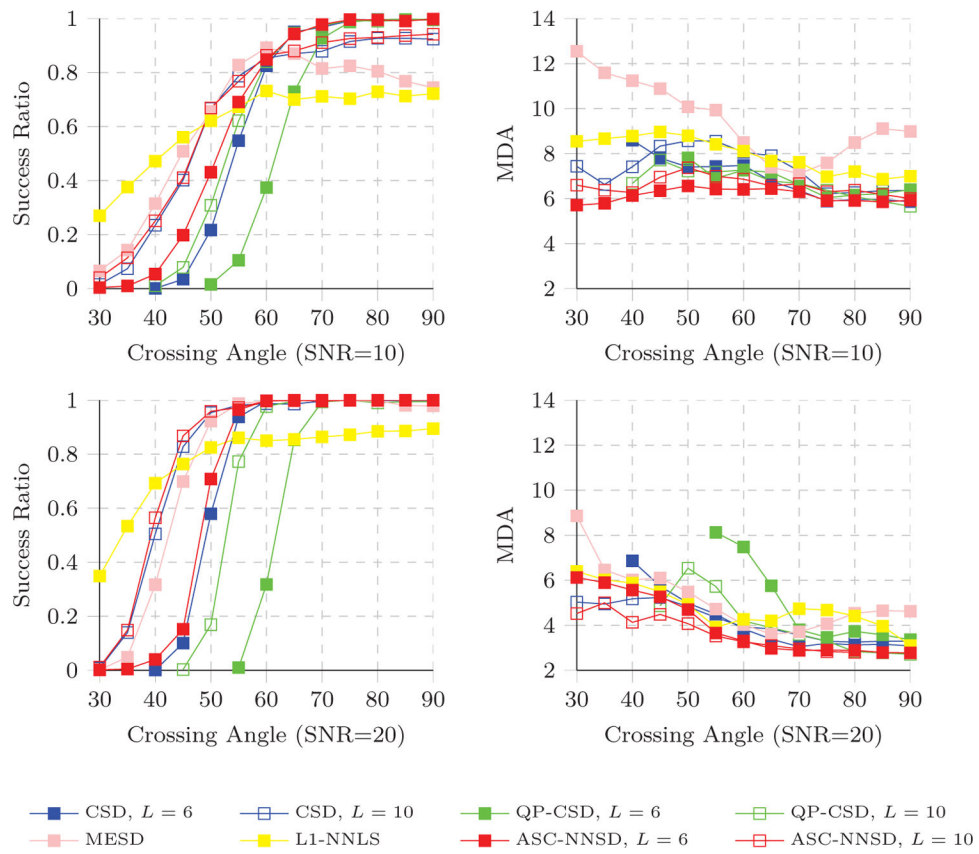 1
0.8
0.6
0.4
0.2
0
Success Ratio
30 40 50 60 70 80 90
Crossing Angle (SNR=10)
14
12
10
8
6
4
2
MDA
30 40 50 60 70 80 90
Crossing Angle (SNR=10)
1
0.8
0.6
0.4
0.2
0
Success Ratio
30 40 50 60 70 80 90
Crossing Angle (SNR=20)
14
12
10
8
6
4
2
MDA
30 40 50 60 70 80 90
Crossing Angle (SNR=20)
CSD, L = 6 CSD, L = 10 QP-CSD, L = 6 QP-CSD, L = 10
MESD L1-NNLS ASC-NNSD, L = 6 ASC-NNSD, L = 10